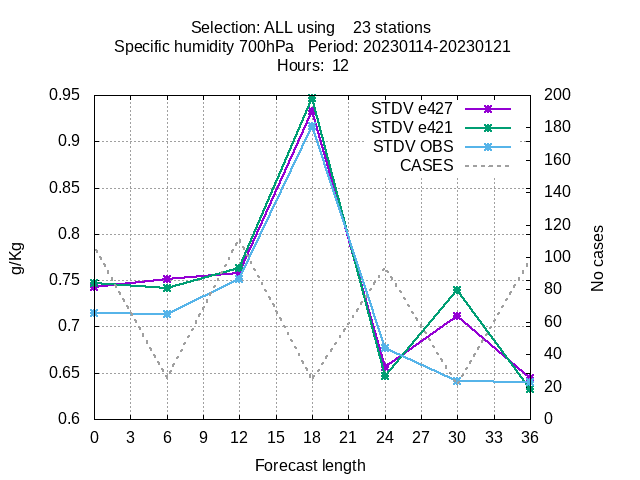 Selection: ALL using    23 stations
Specific humidity 700hPa   Period: 20230114-20230121
Hours:  12
STDV e427
STDV e421
STDV OBS
CASES
0.95
0.9
0.85
0.8
0.75
0.7
0.65
0.6
g/Kg
200
180
160
140
120
100
80
60
40
20
0
No cases
0 3 6 9 12 15 18 21 24 27 30 33 36
Forecast length